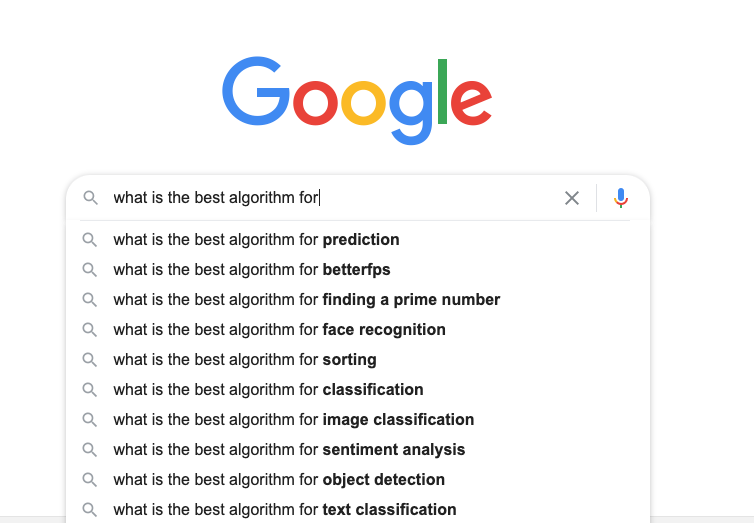 Google
what is the best algorithm for
what is the best algorithm for prediction
what is the best algorithm for betterfps
what is the best algorithm for finding a prime number
what is the best algorithm for face recognition
what is the best algorithm for sorting
what is the best algorithm for classification
what is the best algorithm for image classification
what is the best algorithm for sentiment analysis
what is the best algorithm for object detection
what is the best algorithm for text classification